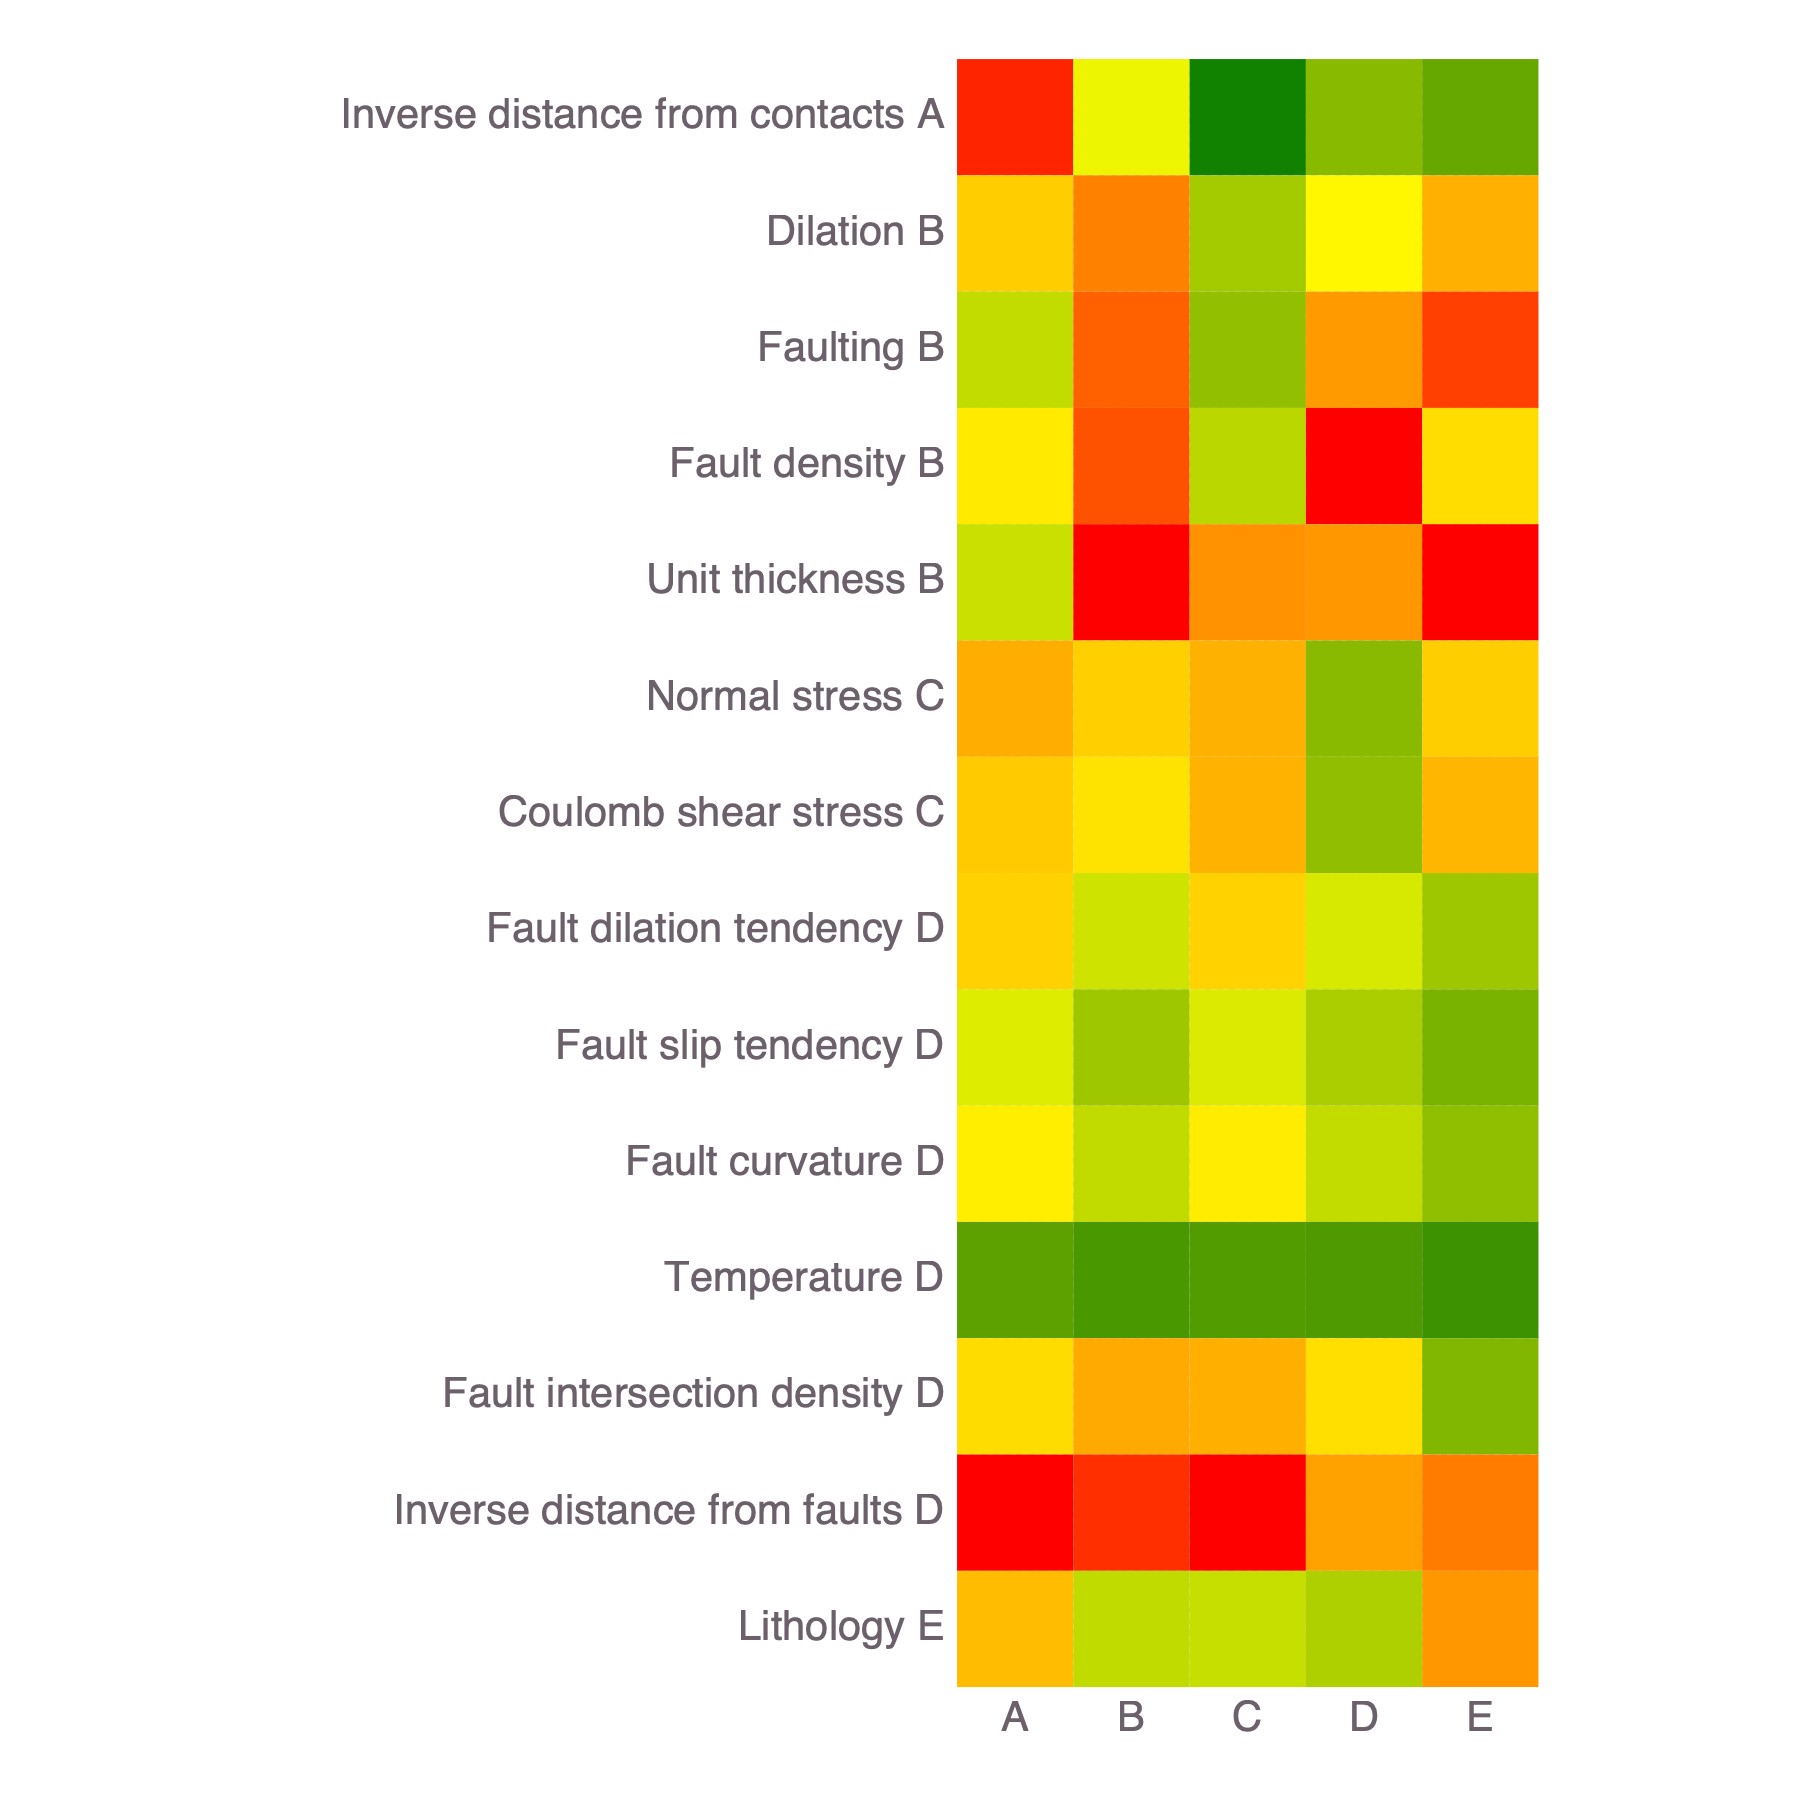 Inverse distance from contacts A
Dilation B
Faulting B
Fault density B
Unit thickness B
Normal stress C
Coulomb shear stress C
Fault dilation tendency D
Fault slip tendency D
Fault curvature D
Temperature D
Fault intersection density D
Inverse distance from faults D
Lithology E
A B C D E